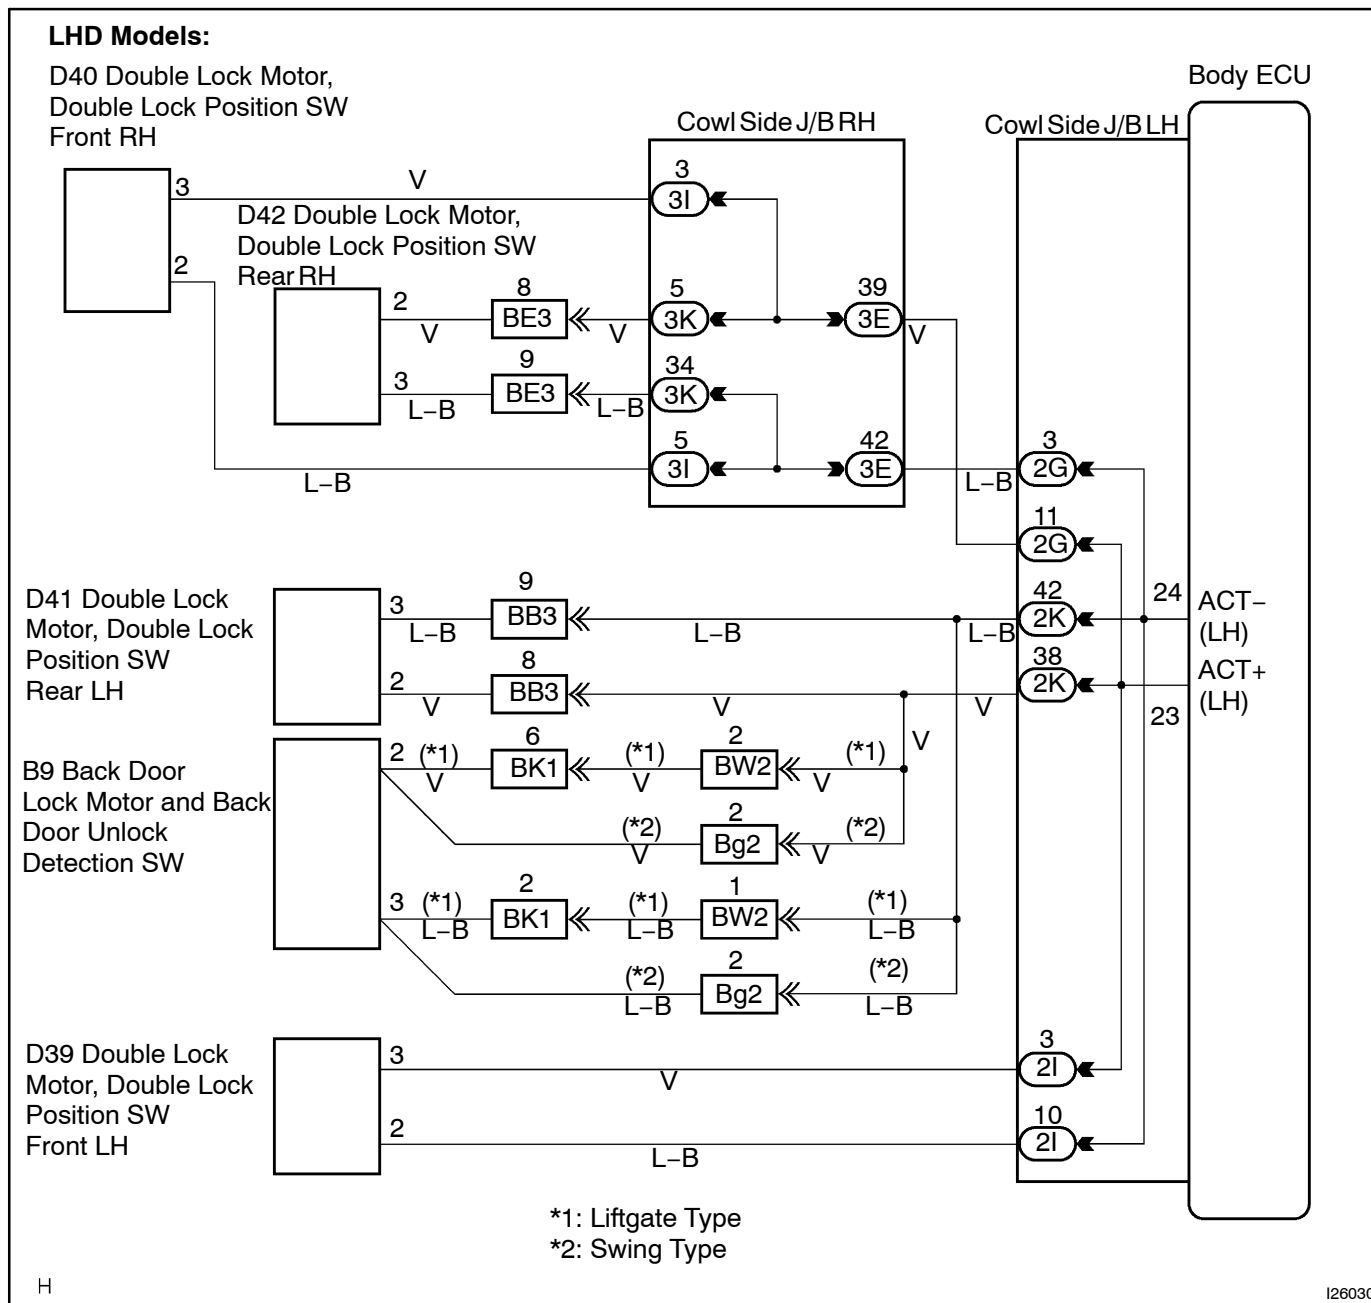 LHD Models:
D40 Double Lock Motor,
Double Lock Position SW
Front RH
Body ECU
Cowl Side J/B RH
Cowl Side J/B LH
3
V
3
3I
D42 Double Lock Motor,
Double Lock Position SW
Rear RH
2
2
V
8
BE3
V
5
3K
39
3E
V
3
L-B
9
BE3
L-B
34
3K
L-B
5
3I
42
3E
L-B
3
2G
11
2G
D41 Double Lock
Motor, Double Lock
Position SW
Rear LH
3
L-B
9
BB3
L-B
L-B
42
2K
24
ACT-
(LH)
2
V
8
BB3
V
V
38
2K
23
ACT+
(LH)
V
B9 Back Door
Lock Motor and Back
Door Unlock
Detection SW
2
(*1)
V
6
BK1
(*1)
V
2
BW2
(*1)
V
(*2)
V
2
Bg2
(*2)
V
3
(*1)
L-B
2
BK1
(*1)
L-B
1
BW2
(*1)
L-B
(*2)
L-B
2
Bg2
(*2)
L-B
D39 Double Lock
Motor, Double Lock
Position SW
Front LH
3
V
3
2I
2
L-B
10
2I
*1: Liftgate Type
*2: Swing Type
H
I26030